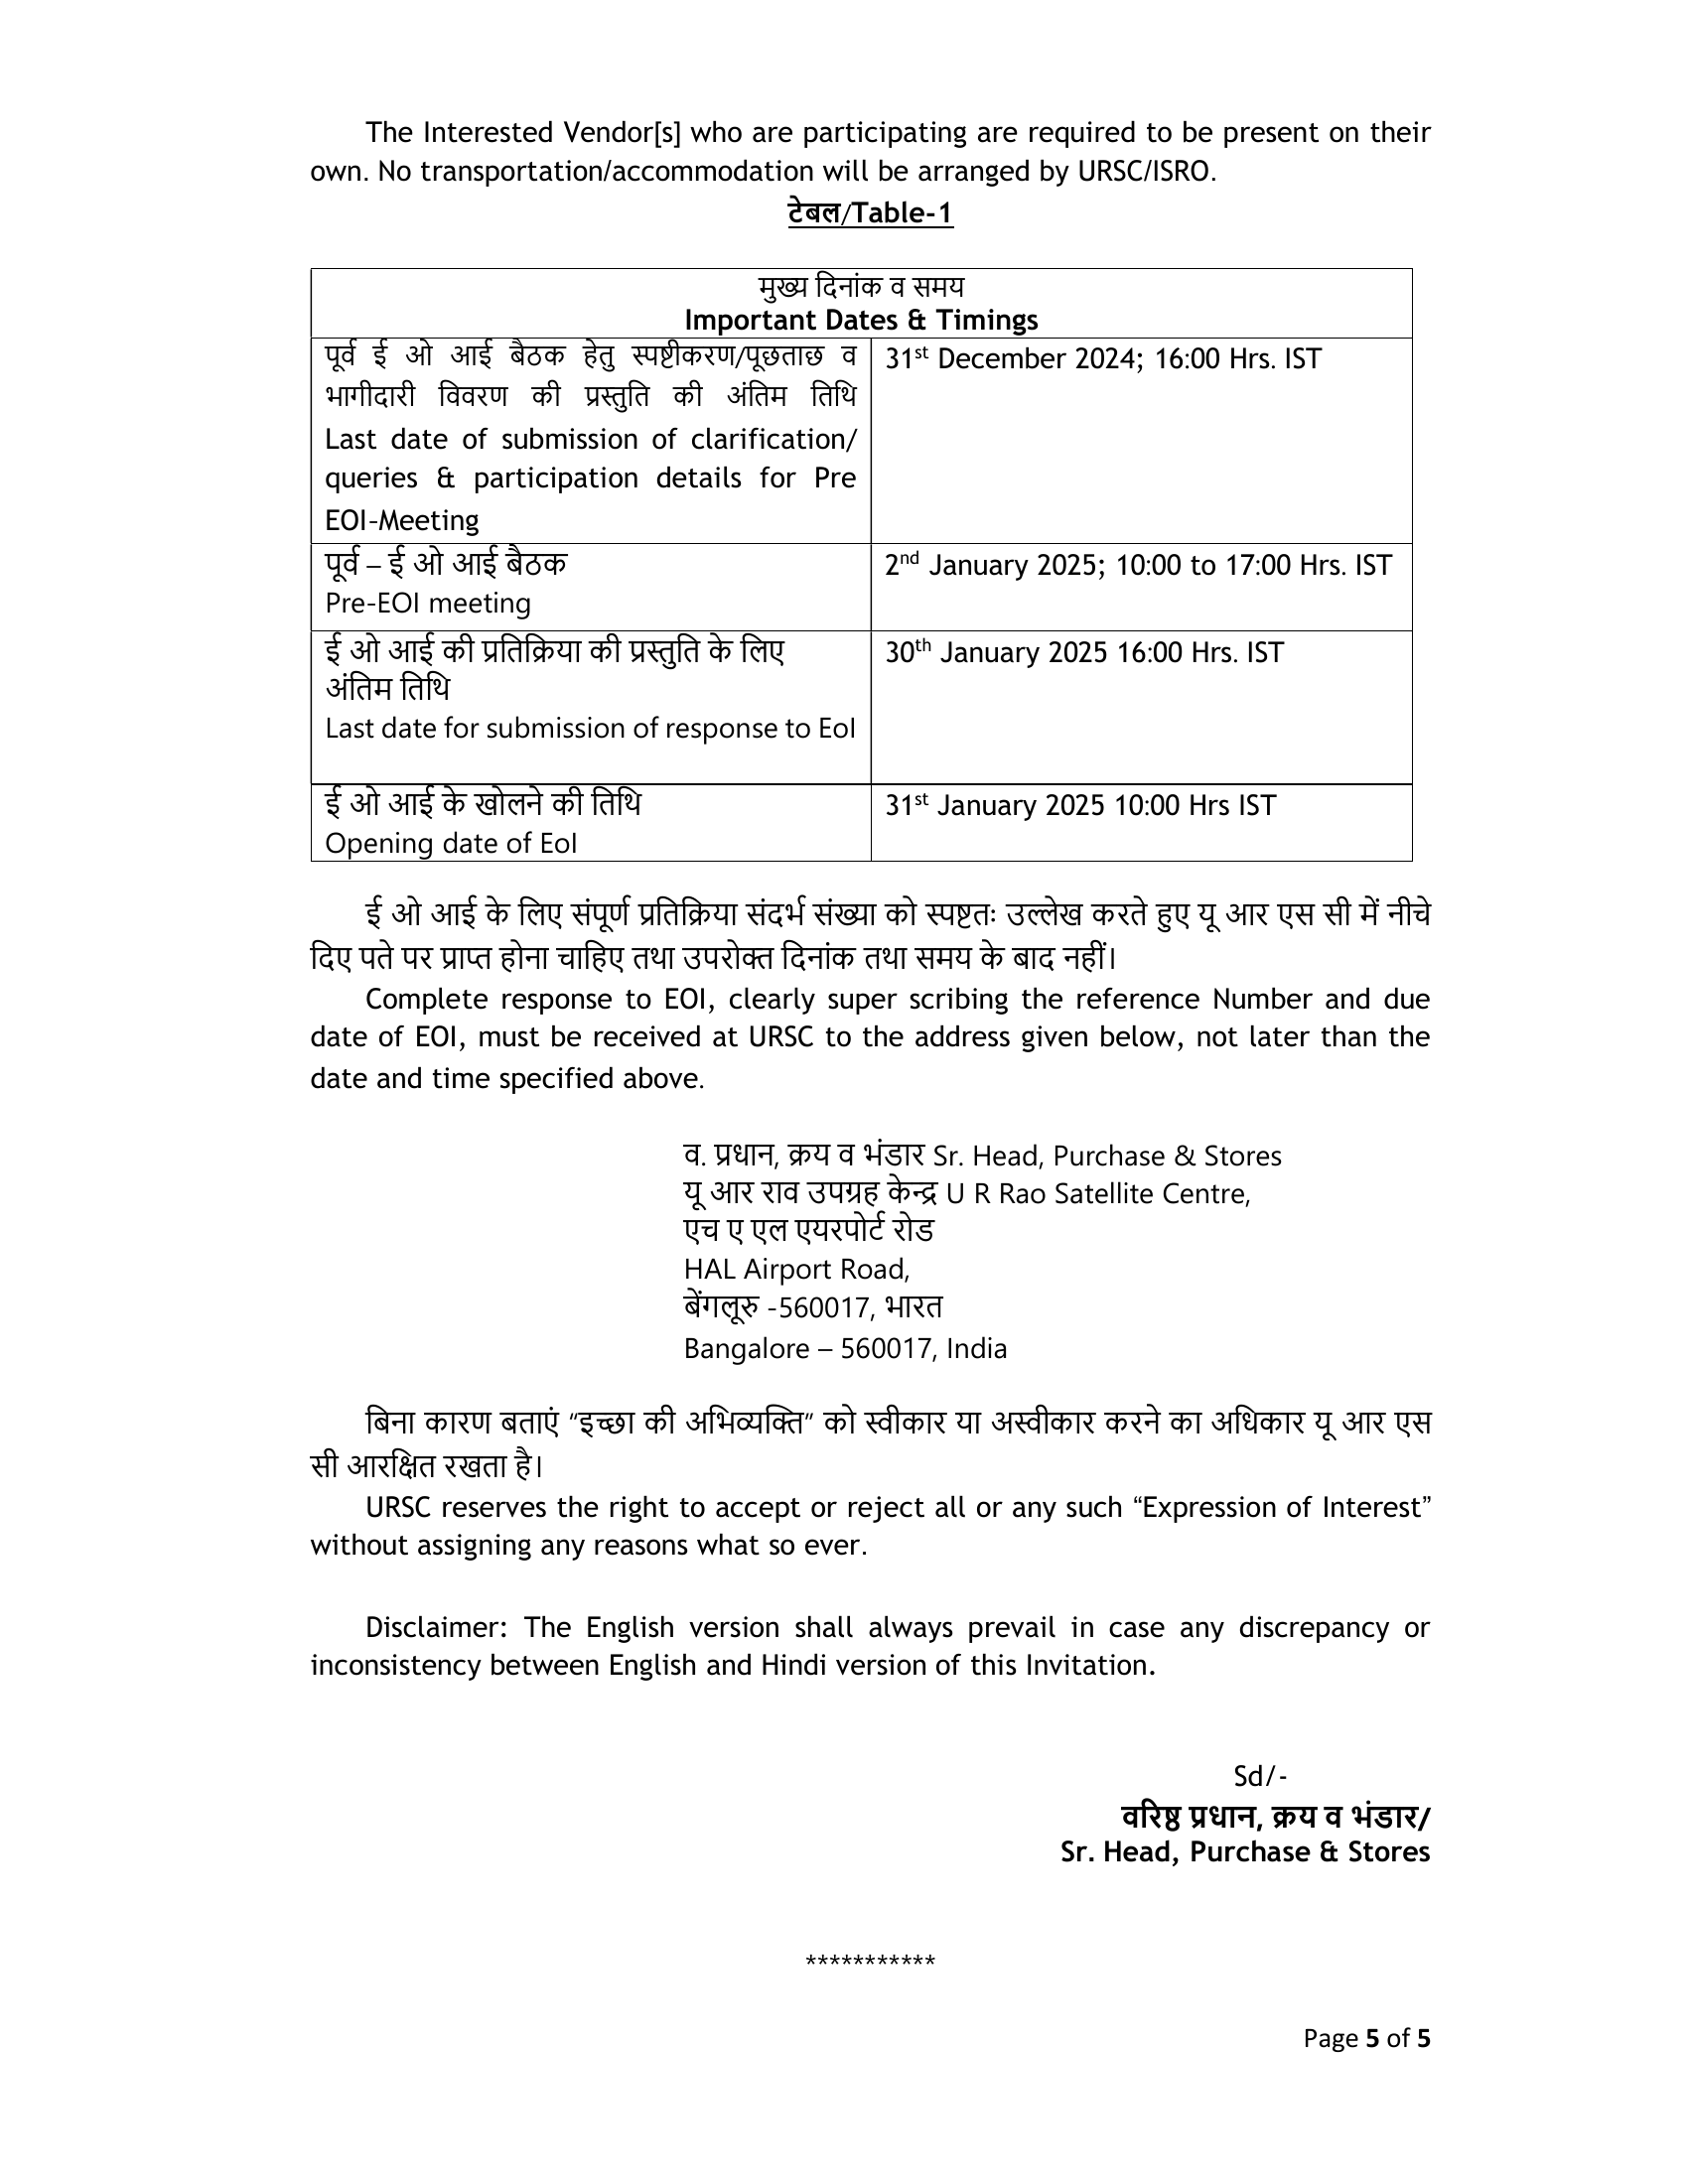 The Interested Vendor[s] who are participating are required to be present on their
own. No transportation/accommodation will be arranged by URSC/ISRO.
टेबल/Table-1
मुख्य दिनांक व समय
Important Dates & Timings
पूर्व ई ओ आई बैठक हेतु स्पष्टीकरण/पूछताछ व
भागीदारी विवरण की प्रस्तुति की अंतिम तिथि
Last date of submission of clarification/
queries & participation details for Pre
EOI-Meeting
31st December 2024; 16:00 Hrs. IST
पूर्व – ई ओ आई बैठक
Pre-EOI meeting
2nd January 2025; 10:00 to 17:00 Hrs. IST
ई ओ आई की प्रतिक्रिया की प्रस्तुति के लिए
अंतिम तिथि
Last date for submission of response to EoI
30th January 2025 16:00 Hrs. IST
ई ओ आई के खोलने की तिथि
Opening date of EoI
31st January 2025 10:00 Hrs IST
ई ओ आई के लिए संपूर्ण प्रतिक्रिया संदर्भ संख्या को स्पष्टतः उल्लेख करते हुए यू आर एस सी में नीचे
दिए पते पर प्राप्त होना चाहिए तथा उपरोक्त दिनांक तथा समय के बाद नहीं।
Complete response to EOI, clearly super scribing the reference Number and due
date of EOI, must be received at URSC to the address given below, not later than the
date and time specified above.
व. प्रधान, क्रय व भंडार Sr. Head, Purchase & Stores
यू आर राव उपग्रह केन्द्र U R Rao Satellite Centre,
एच ए एल एयरपोर्ट रोड
HAL Airport Road,
बेंगलूरु -560017, भारत
Bangalore – 560017, India
बिना कारण बताएं “इच्छा की अभिव्यक्ति” को स्वीकार या अस्वीकार करने का अधिकार यू आर एस
सी आरक्षित रखता है।
URSC reserves the right to accept or reject all or any such “Expression of Interest”
without assigning any reasons what so ever.
Disclaimer: The English version shall always prevail in case any discrepancy or
inconsistency between English and Hindi version of this Invitation.
Sd/-
वरिष्ठ प्रधान, क्रय व भंडार/
Sr. Head, Purchase & Stores
***********
Page 5 of 5